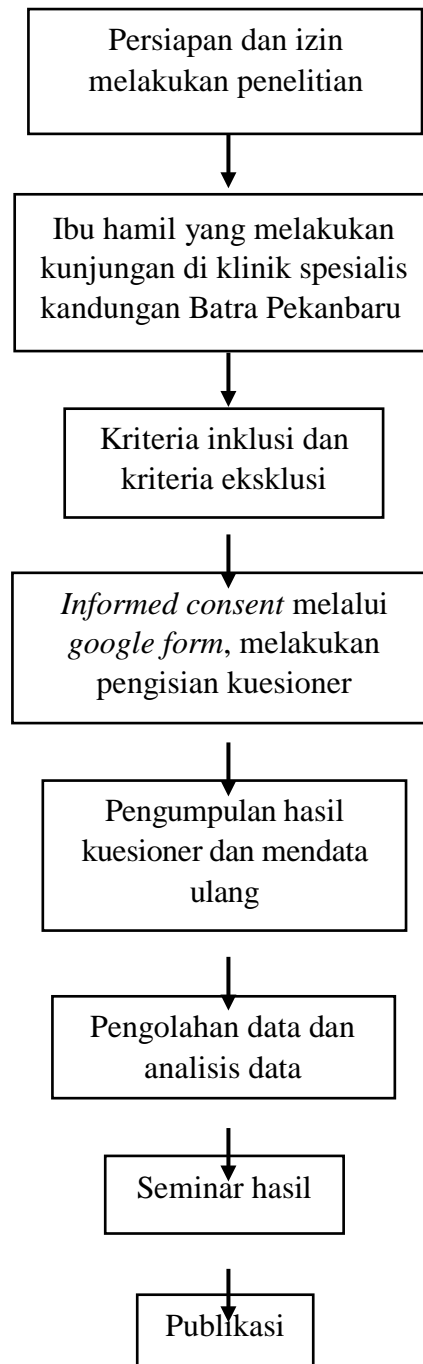 Persiapan dan izin
melakukan penelitian
Ibu hamil yang melakukan
kunjungan di klinik spesialis
kandungan Batra Pekanbaru
Kriteria inklusi dan
kriteria eksklusi
Informed consent melalui
google form, melakukan
pengisian kuesioner
Pengumpulan hasil
kuesioner dan mendata
ulang
Pengolahan data dan
analisis data
Seminar hasil
Publikasi